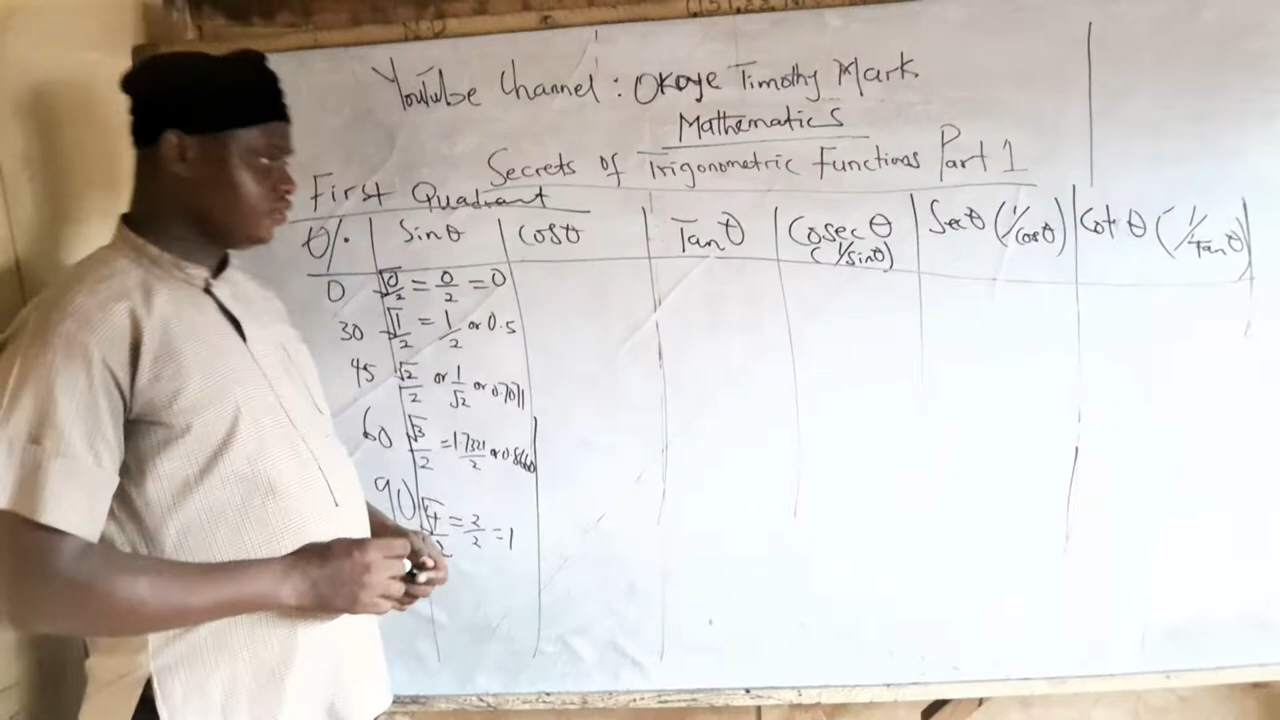 YouTube Channel: Okoye Timothy Mark
Mathematics
Secrets of Trigonometric Functions Part 1
First Quadrant
θ/. Sinθ Cosθ Tanθ Cosecθ (1/sinθ) Secθ (1/cosθ) Cot θ (1/Tanθ)
0 √0/2 = 0/2 = 0
30 √1/2 = 1/2 or 0.5
45 √2/2 or 1/√2 or 0.7071
60 √3/2 = 1.7321/2 or 0.8660
90 √4/2 = 2/2 = 1